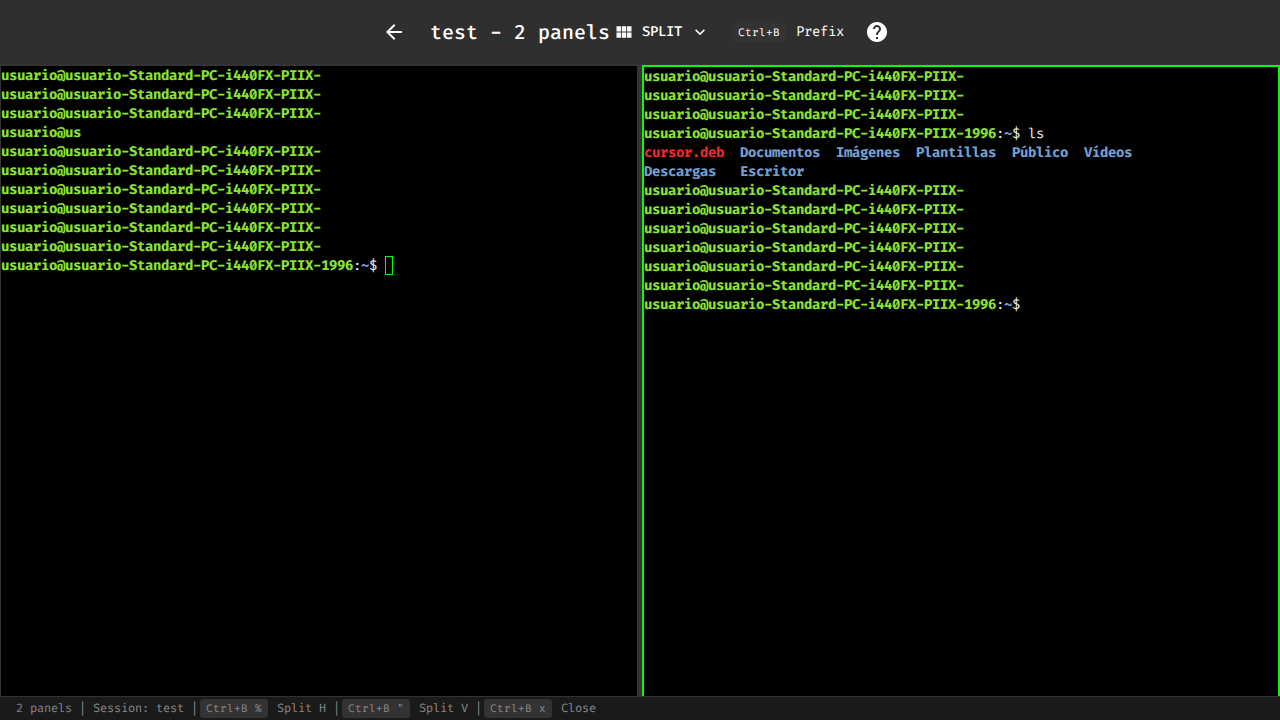 test - 2 panels SPLIT Ctrl+B Prefix ?
usuario@usuario-Standard-PC-i440FX-PIIX-
usuario@usuario-Standard-PC-i440FX-PIIX-
usuario@usuario-Standard-PC-i440FX-PIIX-
usuario@us
usuario@usuario-Standard-PC-i440FX-PIIX-
usuario@usuario-Standard-PC-i440FX-PIIX-
usuario@usuario-Standard-PC-i440FX-PIIX-
usuario@usuario-Standard-PC-i440FX-PIIX-
usuario@usuario-Standard-PC-i440FX-PIIX-
usuario@usuario-Standard-PC-i440FX-PIIX-
usuario@usuario-Standard-PC-i440FX-PIIX-1996:~$
usuario@usuario-Standard-PC-i440FX-PIIX-
usuario@usuario-Standard-PC-i440FX-PIIX-
usuario@usuario-Standard-PC-i440FX-PIIX-
usuario@usuario-Standard-PC-i440FX-PIIX-1996:~$ ls
cursor.deb Documentos Imágenes Plantillas Público Vídeos
Descargas Escritor
usuario@usuario-Standard-PC-i440FX-PIIX-
usuario@usuario-Standard-PC-i440FX-PIIX-
usuario@usuario-Standard-PC-i440FX-PIIX-
usuario@usuario-Standard-PC-i440FX-PIIX-
usuario@usuario-Standard-PC-i440FX-PIIX-
usuario@usuario-Standard-PC-i440FX-PIIX-
usuario@usuario-Standard-PC-i440FX-PIIX-1996:~$
2 panels | Session: test | Ctrl+B % Split H | Ctrl+B " Split V | Ctrl+B x Close